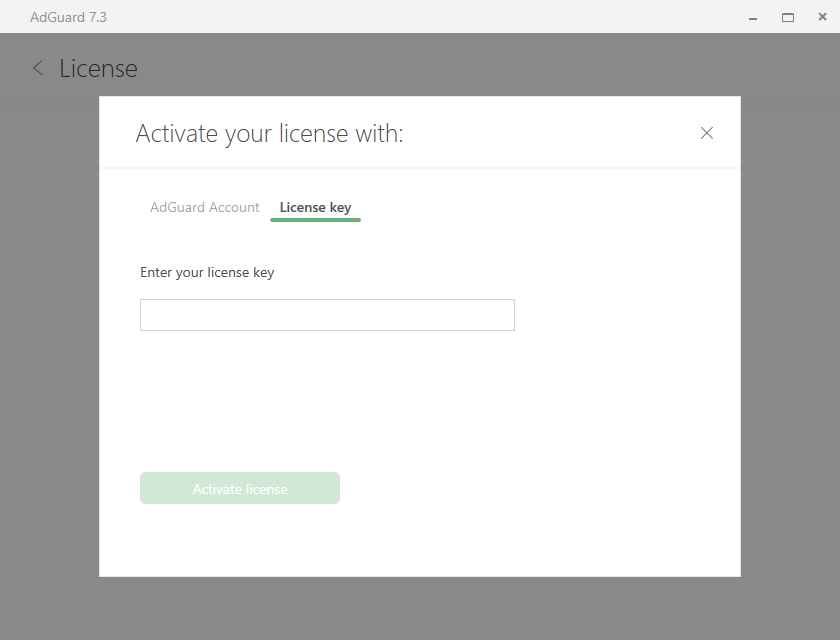 AdGuard 7.3
License
Activate your license with:
AdGuard Account License key
Enter your license key
Activate license